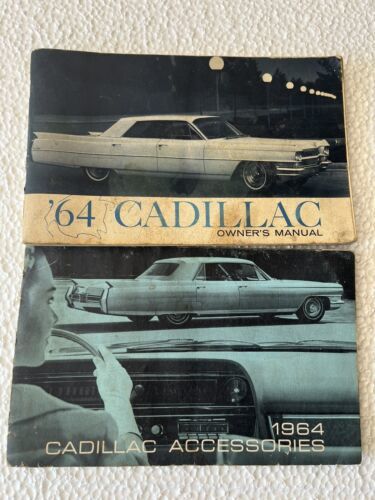 '64 CADILLAC
OWNER'S MANUAL
1964
CADILLAC ACCESSORIES